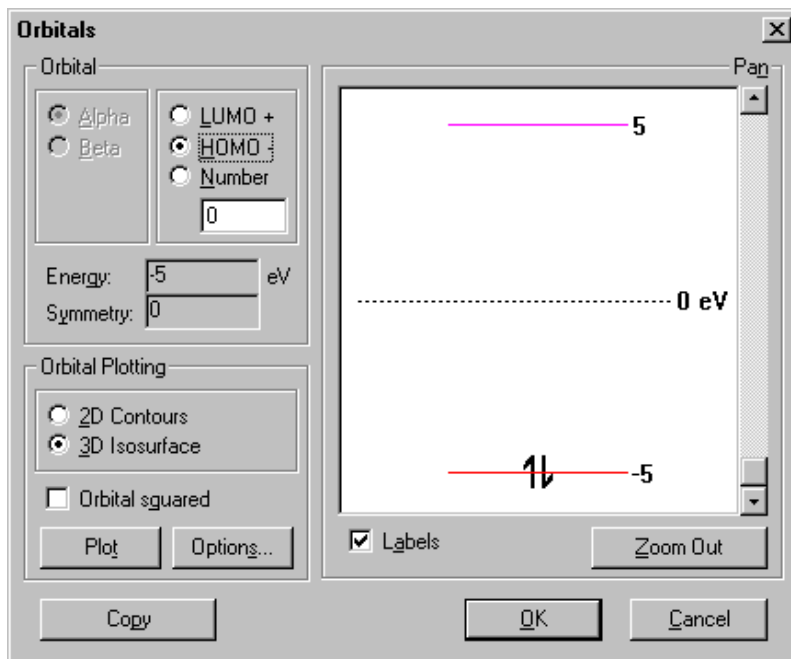 Orbitals
Orbital
Alpha
Beta
LUMO +
HOMO -
Number
0
Energy: -5 eV
Symmetry: 0
Orbital Plotting
2D Contours
3D Isosurface
Orbital squared
Plot Options...
Pan
5
0 eV
-5
Labels Zoom Out
Copy OK Cancel